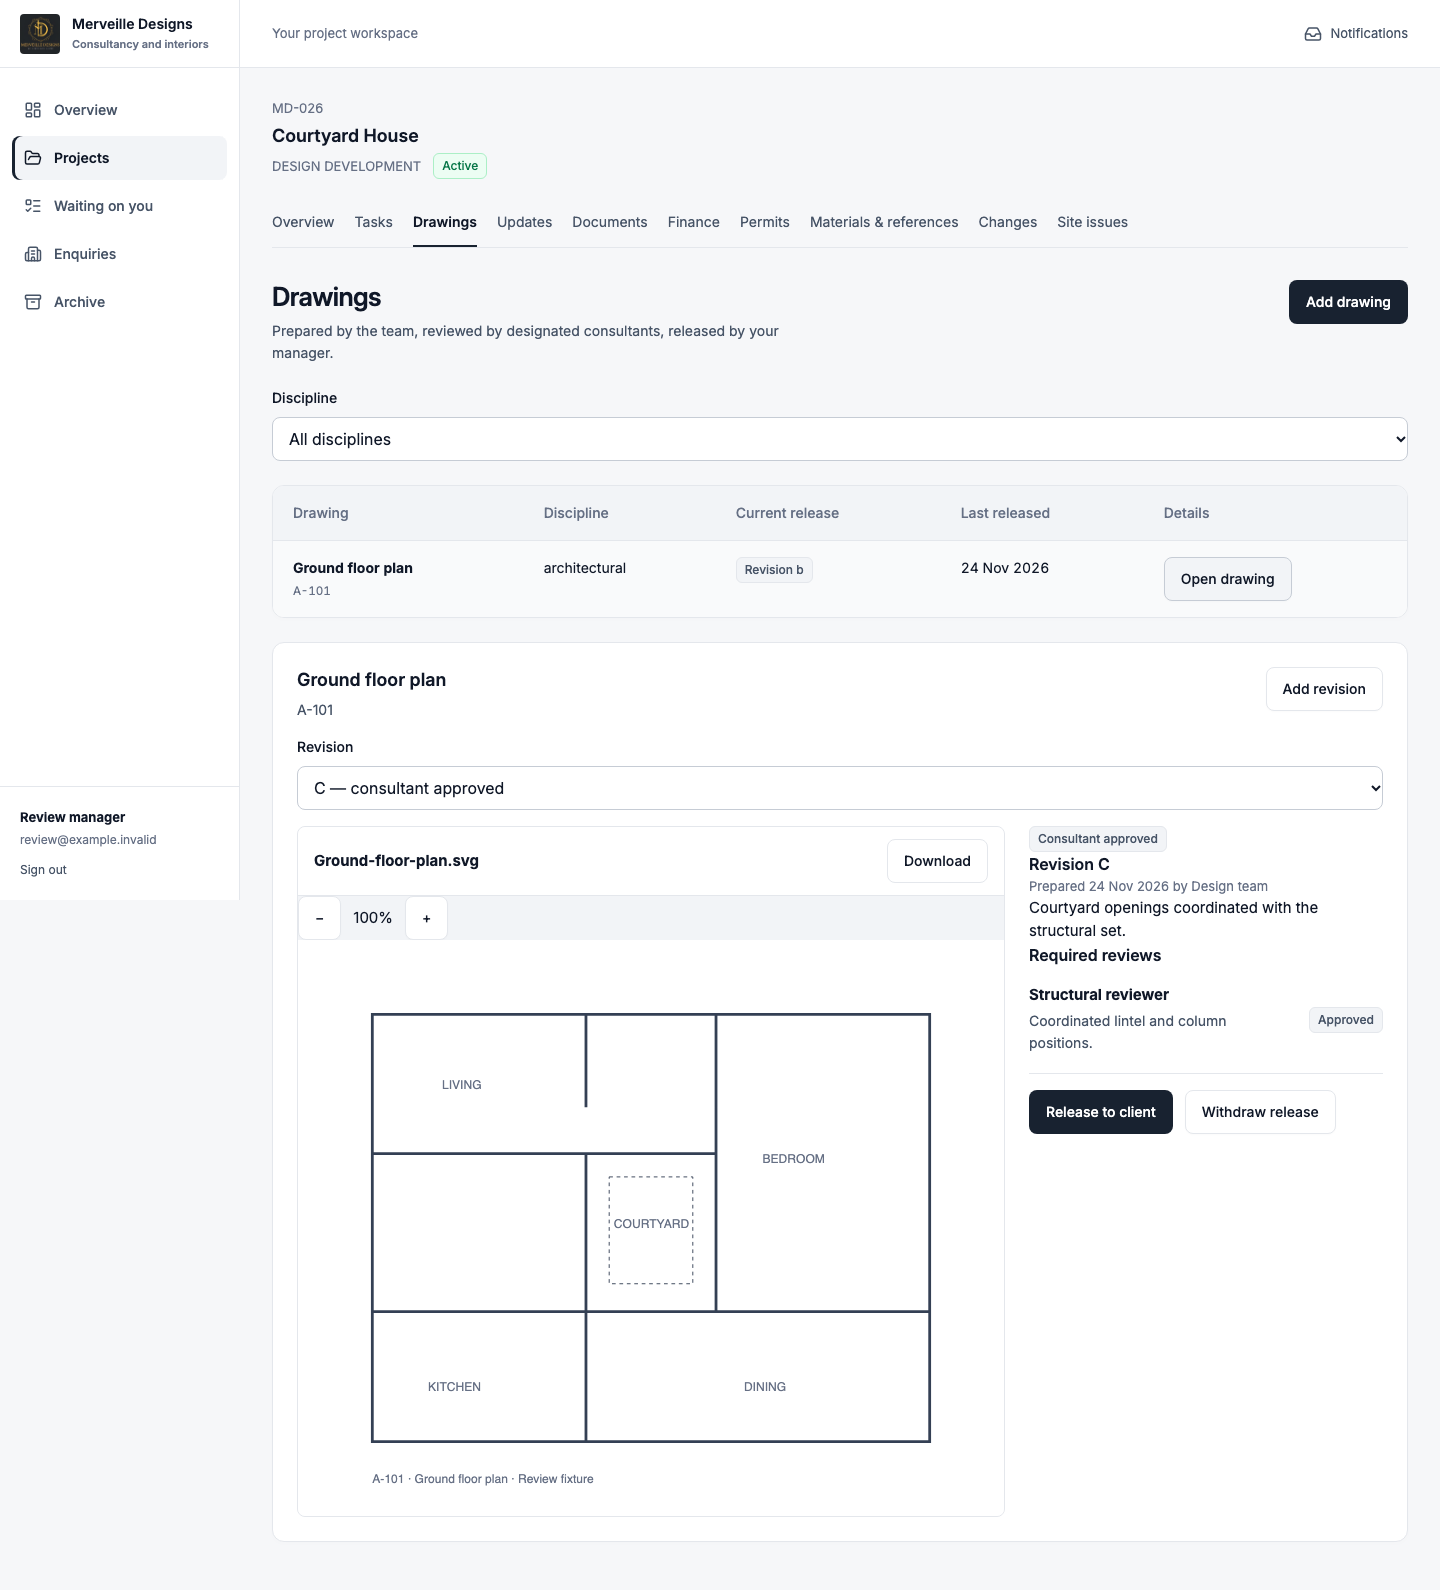 Merveille Designs
Consultancy and interiors
Your project workspace
Notifications
Overview
Projects
Waiting on you
Enquiries
Archive
Review manager
review@example.invalid
Sign out
MD-026
Courtyard House
DESIGN DEVELOPMENT Active
Overview Tasks Drawings Updates Documents Finance Permits Materials & references Changes Site issues
Drawings
Add drawing
Prepared by the team, reviewed by designated consultants, released by your
manager.
Discipline
All disciplines
Drawing Discipline Current release Last released Details
Ground floor plan architectural Revision b 24 Nov 2026 Open drawing
A-101
Ground floor plan
Add revision
A-101
Revision
C — consultant approved
Ground-floor-plan.svg
Download
− 100% +
LIVING
BEDROOM
COURTYARD
KITCHEN
DINING
A-101 · Ground floor plan · Review fixture
Consultant approved
Revision C
Prepared 24 Nov 2026 by Design team
Courtyard openings coordinated with the
structural set.
Required reviews
Structural reviewer
Coordinated lintel and column
positions.
Approved
Release to client Withdraw release